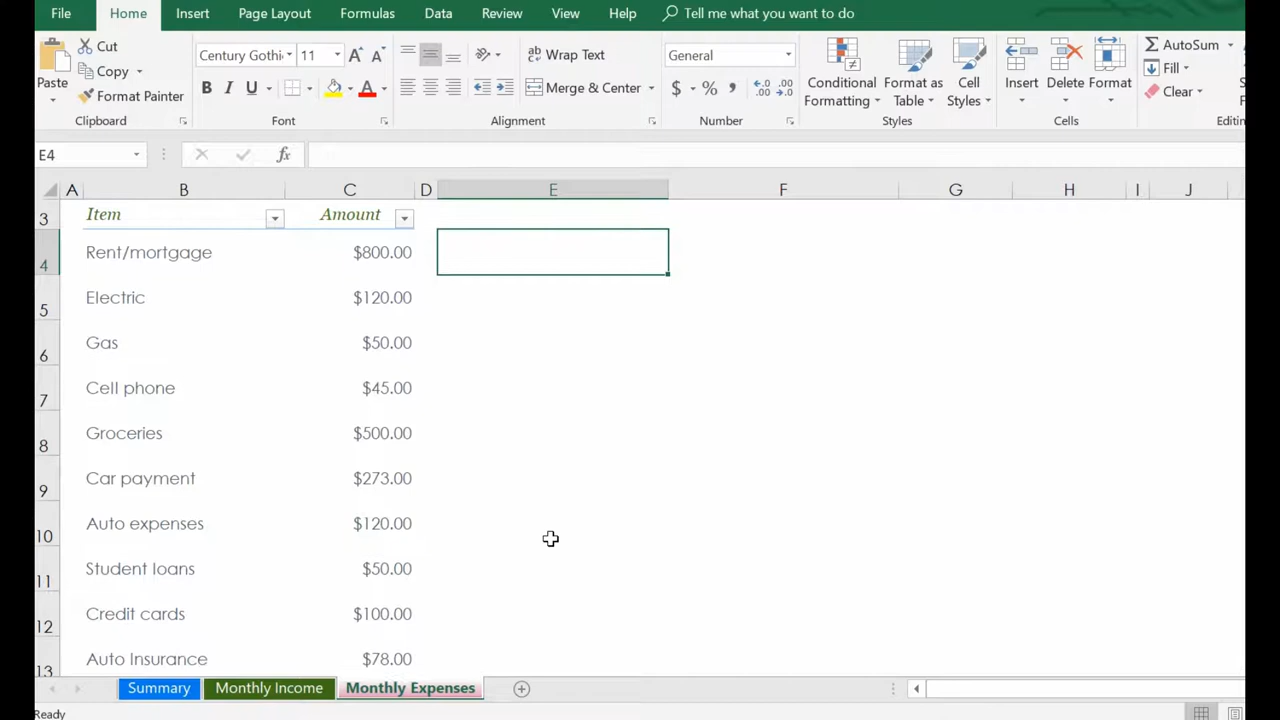 File Home Insert Page Layout Formulas Data Review View Help Tell me what you want to do
Paste Cut
Copy
Format Painter
Clipboard
Century Gothi 11 A A
B I U A
Font
ab Wrap Text
Merge & Center
Alignment
General
$ % ,
Number
Conditional Formatting
Format as Table
Cell Styles
Styles
Insert Delete Format
Cells
Σ AutoSum
Fill
Clear
Editin
E4 fx
A B C D E F G H I J
3 Item Amount
4 Rent/mortgage $800.00
5 Electric $120.00
6 Gas $50.00
7 Cell phone $45.00
8 Groceries $500.00
9 Car payment $273.00
10 Auto expenses $120.00
11 Student loans $50.00
12 Credit cards $100.00
13 Auto Insurance $78.00
Summary Monthly Income Monthly Expenses
Ready